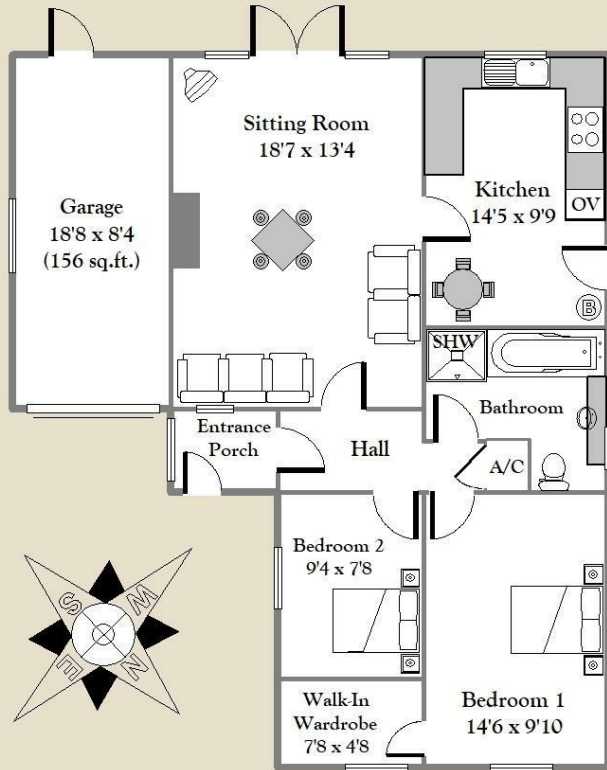 Sitting Room
18'7 x 13'4
Garage
18'8 x 8'4
(156 sq.ft.)
Kitchen
14'5 x 9'9
OV
B
SHW
Bathroom
A/C
Entrance
Porch
Hall
Bedroom 2
9'4 x 7'8
Walk-In
Wardrobe
7'8 x 4'8
Bedroom 1
14'6 x 9'10
S
W
E
N